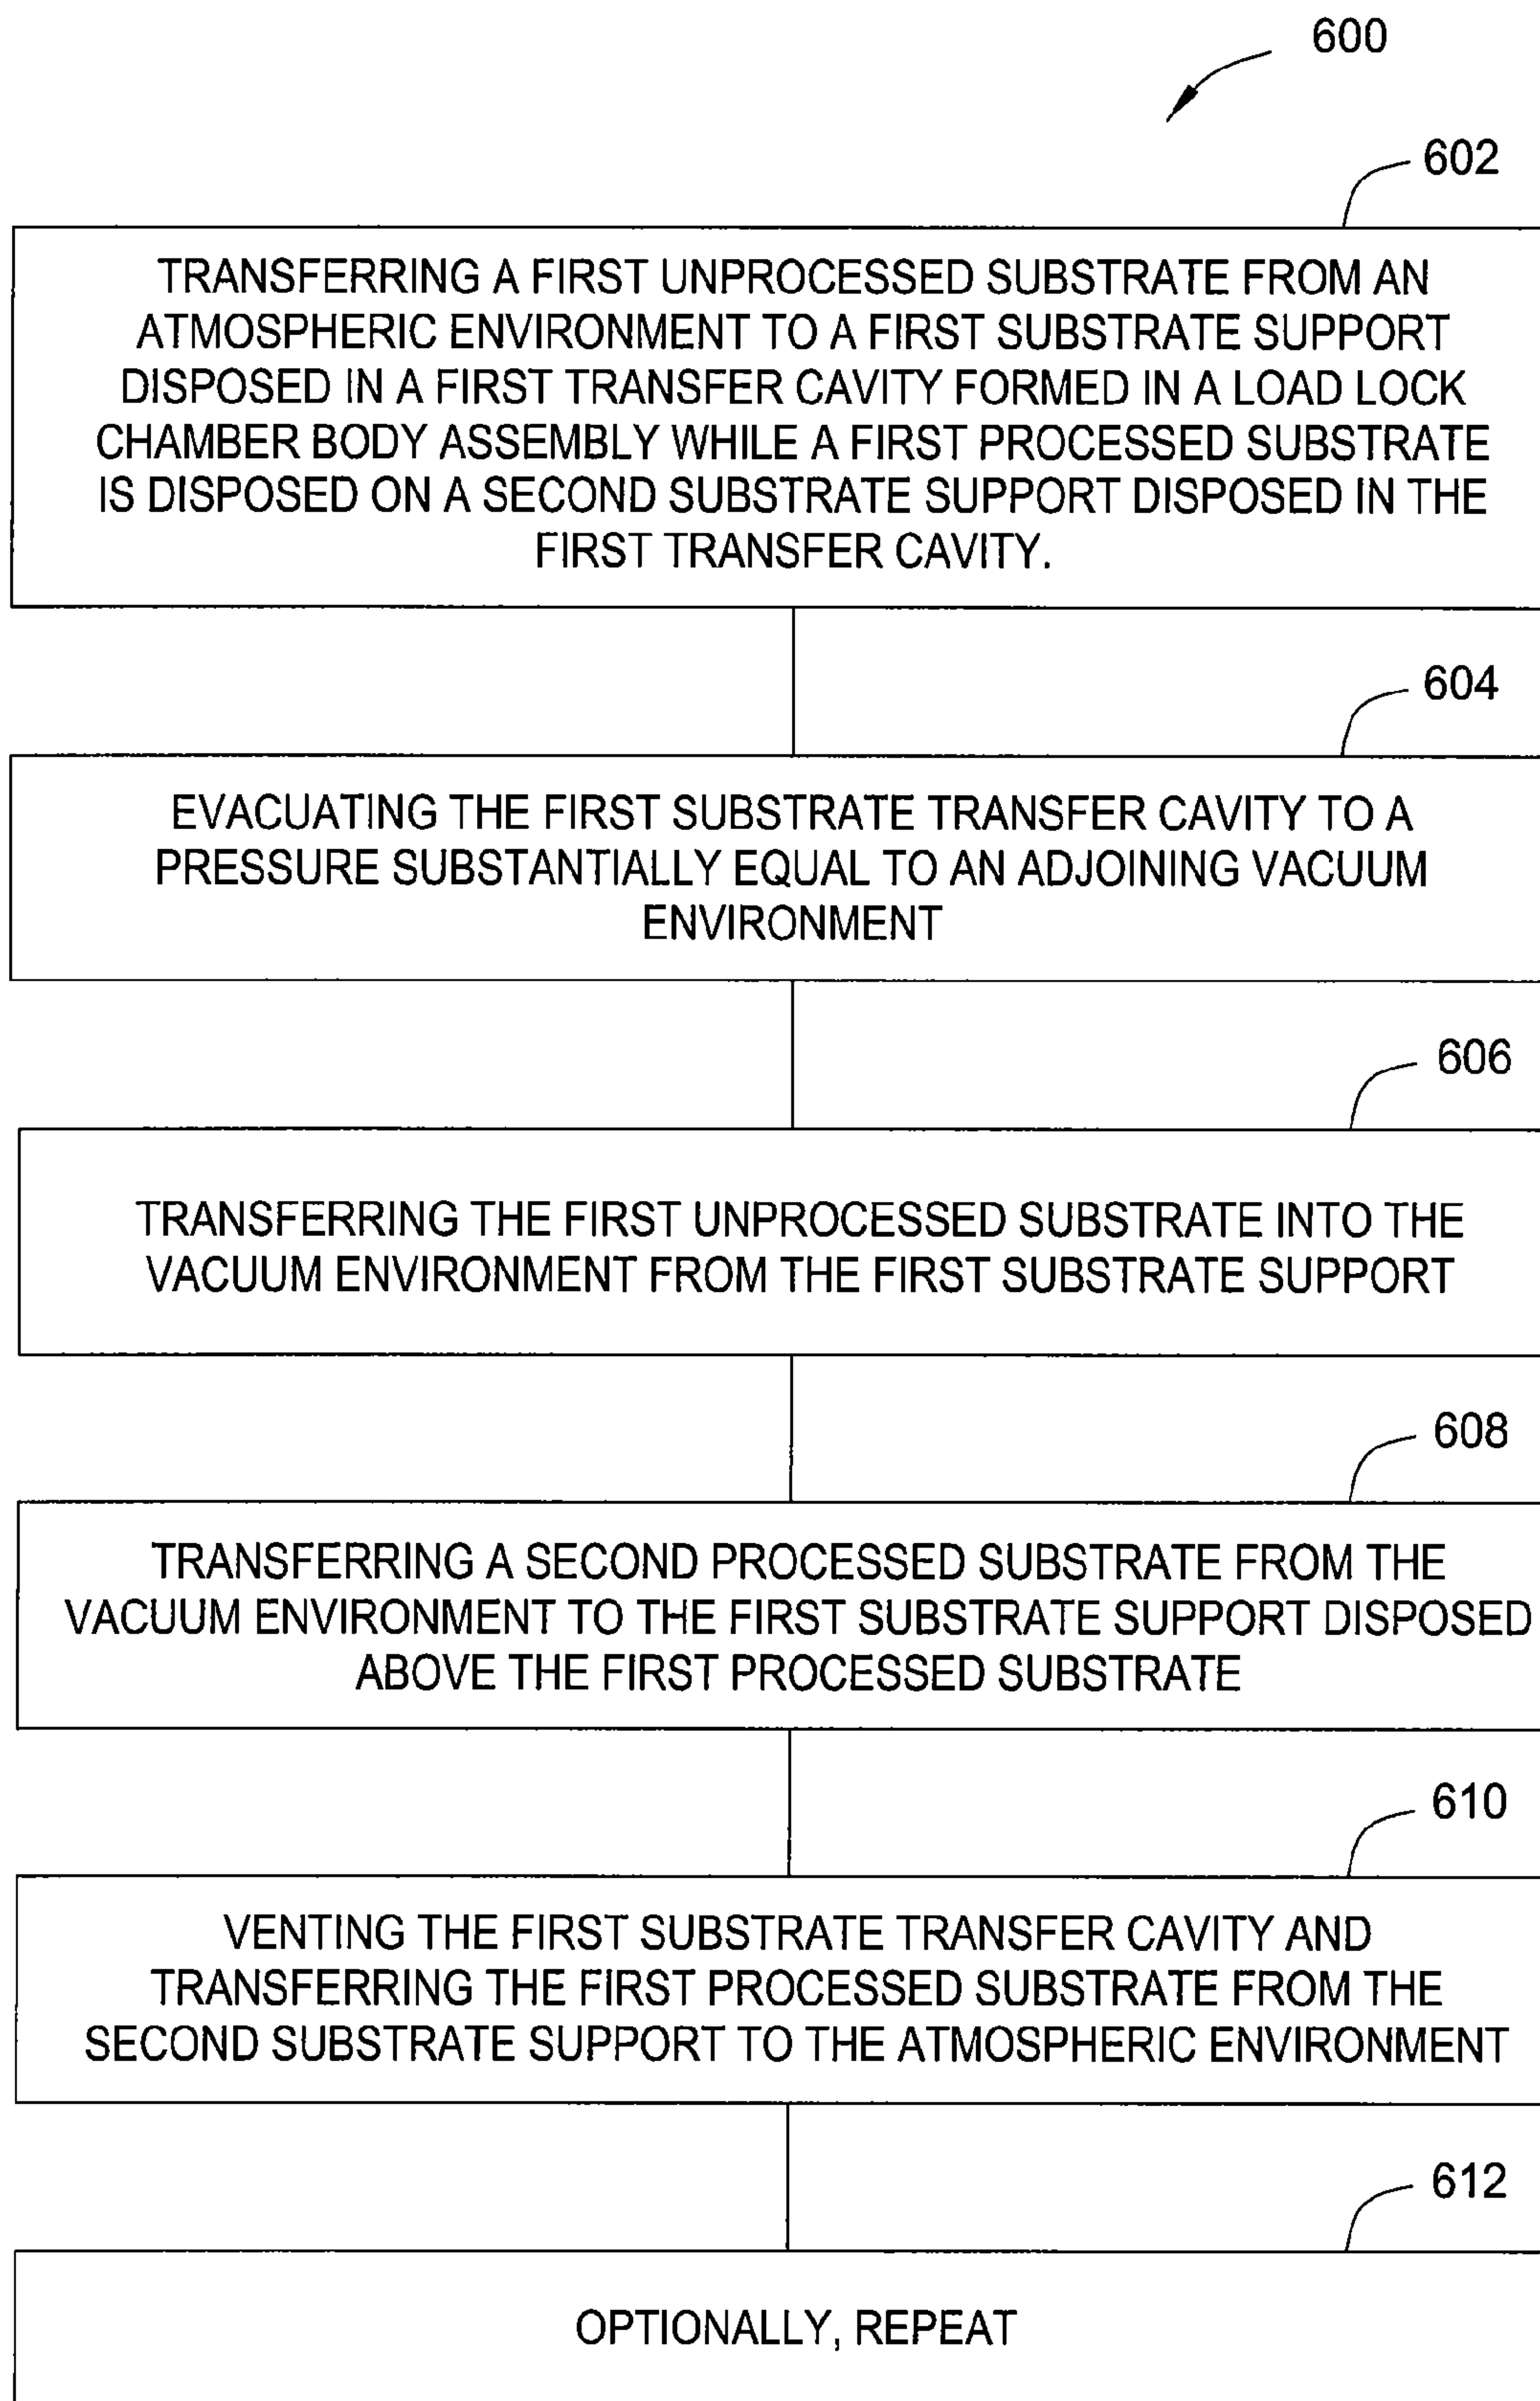 600
602
TRANSFERRING A FIRST UNPROCESSED SUBSTRATE FROM AN
ATMOSPHERIC ENVIRONMENT TO A FIRST SUBSTRATE SUPPORT
DISPOSED IN A FIRST TRANSFER CAVITY FORMED IN A LOAD LOCK
CHAMBER BODY ASSEMBLY WHILE A FIRST PROCESSED SUBSTRATE
IS DISPOSED ON A SECOND SUBSTRATE SUPPORT DISPOSED IN THE
FIRST TRANSFER CAVITY.
604
EVACUATING THE FIRST SUBSTRATE TRANSFER CAVITY TO A
PRESSURE SUBSTANTIALLY EQUAL TO AN ADJOINING VACUUM
ENVIRONMENT
606
TRANSFERRING THE FIRST UNPROCESSED SUBSTRATE INTO THE
VACUUM ENVIRONMENT FROM THE FIRST SUBSTRATE SUPPORT
608
TRANSFERRING A SECOND PROCESSED SUBSTRATE FROM THE
VACUUM ENVIRONMENT TO THE FIRST SUBSTRATE SUPPORT DISPOSED
ABOVE THE FIRST PROCESSED SUBSTRATE
610
VENTING THE FIRST SUBSTRATE TRANSFER CAVITY AND
TRANSFERRING THE FIRST PROCESSED SUBSTRATE FROM THE
SECOND SUBSTRATE SUPPORT TO THE ATMOSPHERIC ENVIRONMENT
612
OPTIONALLY, REPEAT